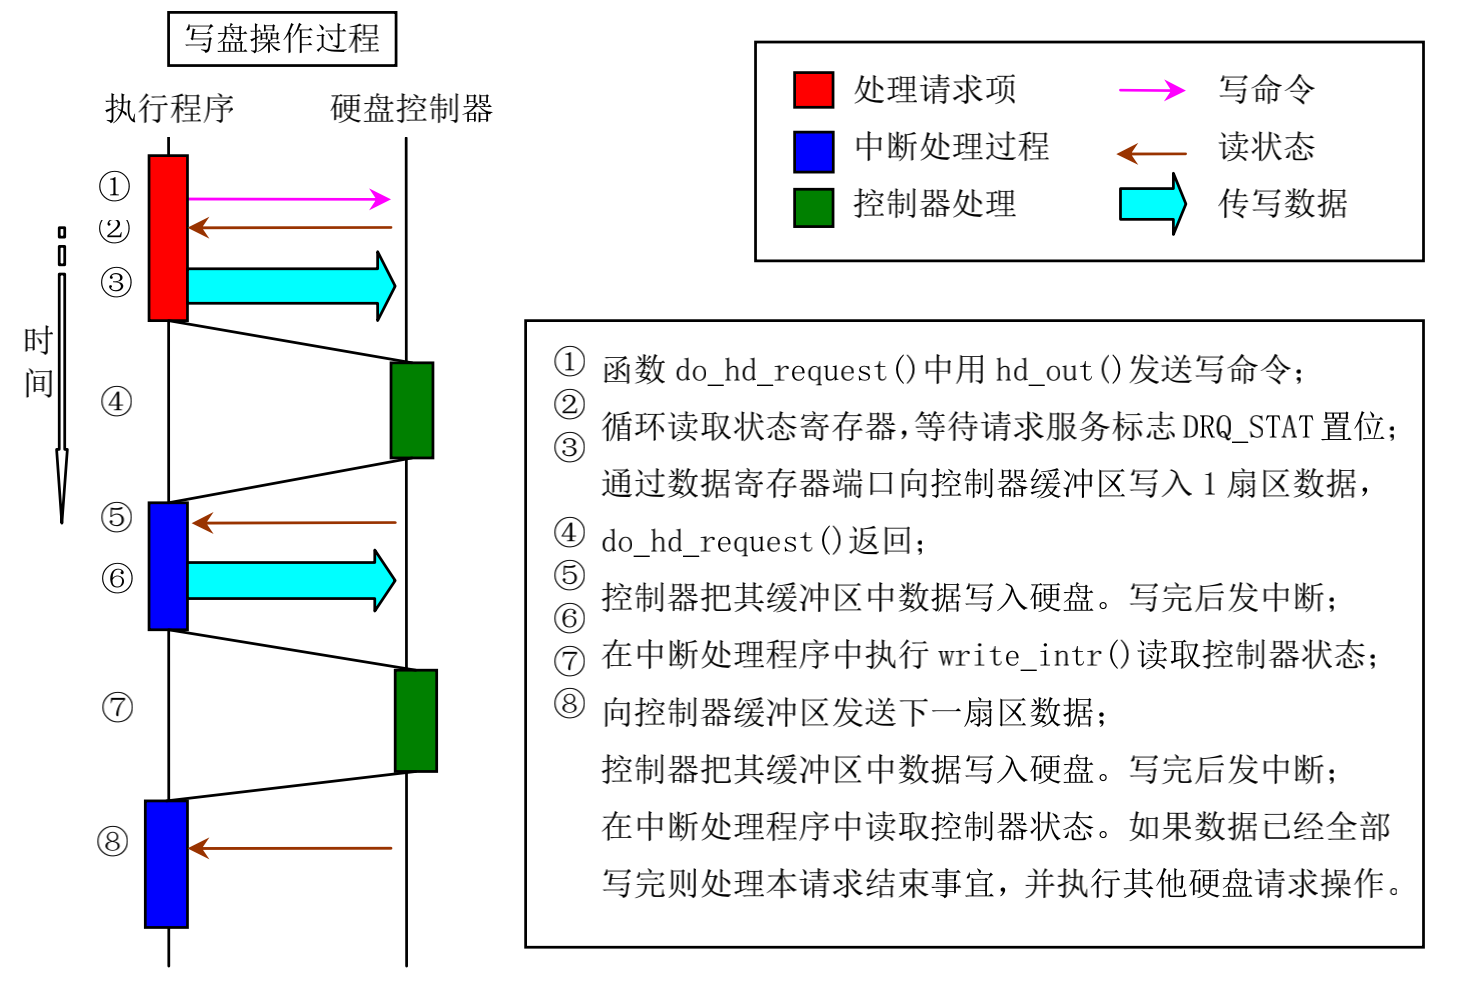 写盘操作过程
执行程序
硬盘控制器
处理请求项
写命令
中断处理过程
读状态
控制器处理
传写数据
时
间
①
②
③
④
⑤
⑥
⑦
⑧
① 函数 do_hd_request()中用 hd_out()发送写命令;
② 循环读取状态寄存器,等待请求服务标志 DRQ_STAT 置位;
③ 通过数据寄存器端口向控制器缓冲区写入 1 扇区数据,
④ do_hd_request()返回;
⑤ 控制器把其缓冲区中数据写入硬盘。写完后发中断;
⑥ 在中断处理程序中执行 write_intr()读取控制器状态;
⑦ 向控制器缓冲区发送下一扇区数据;
⑧ 控制器把其缓冲区中数据写入硬盘。写完后发中断;
在中断处理程序中读取控制器状态。如果数据已经全部
写完则处理本请求结束事宜,并执行其他硬盘请求操作。